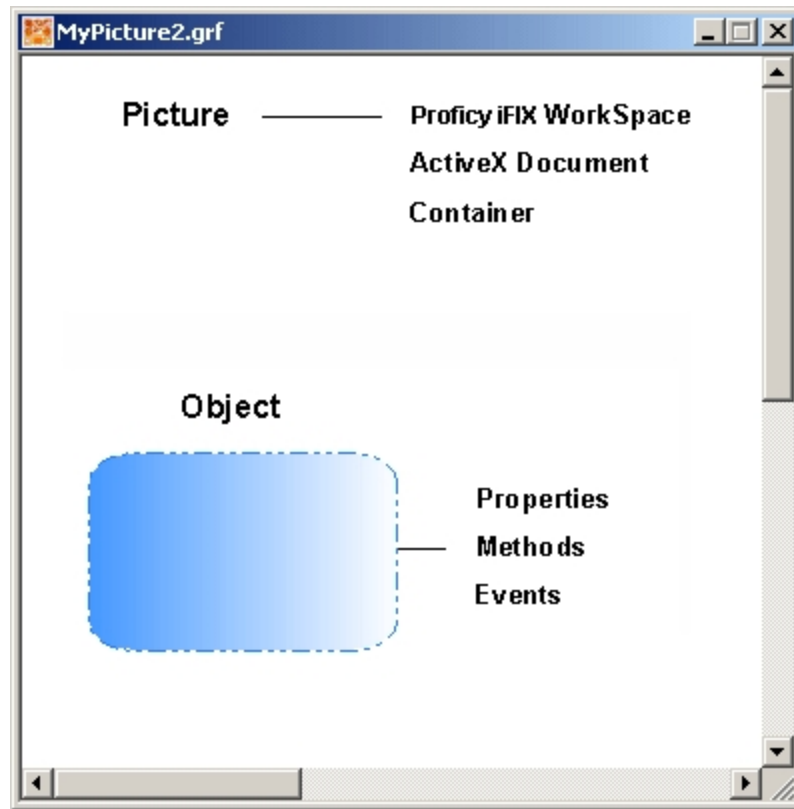 MyPicture2.grf
Picture
Proficy iFIX WorkSpace
ActiveX Document
Container
Object
Properties
Methods
Events